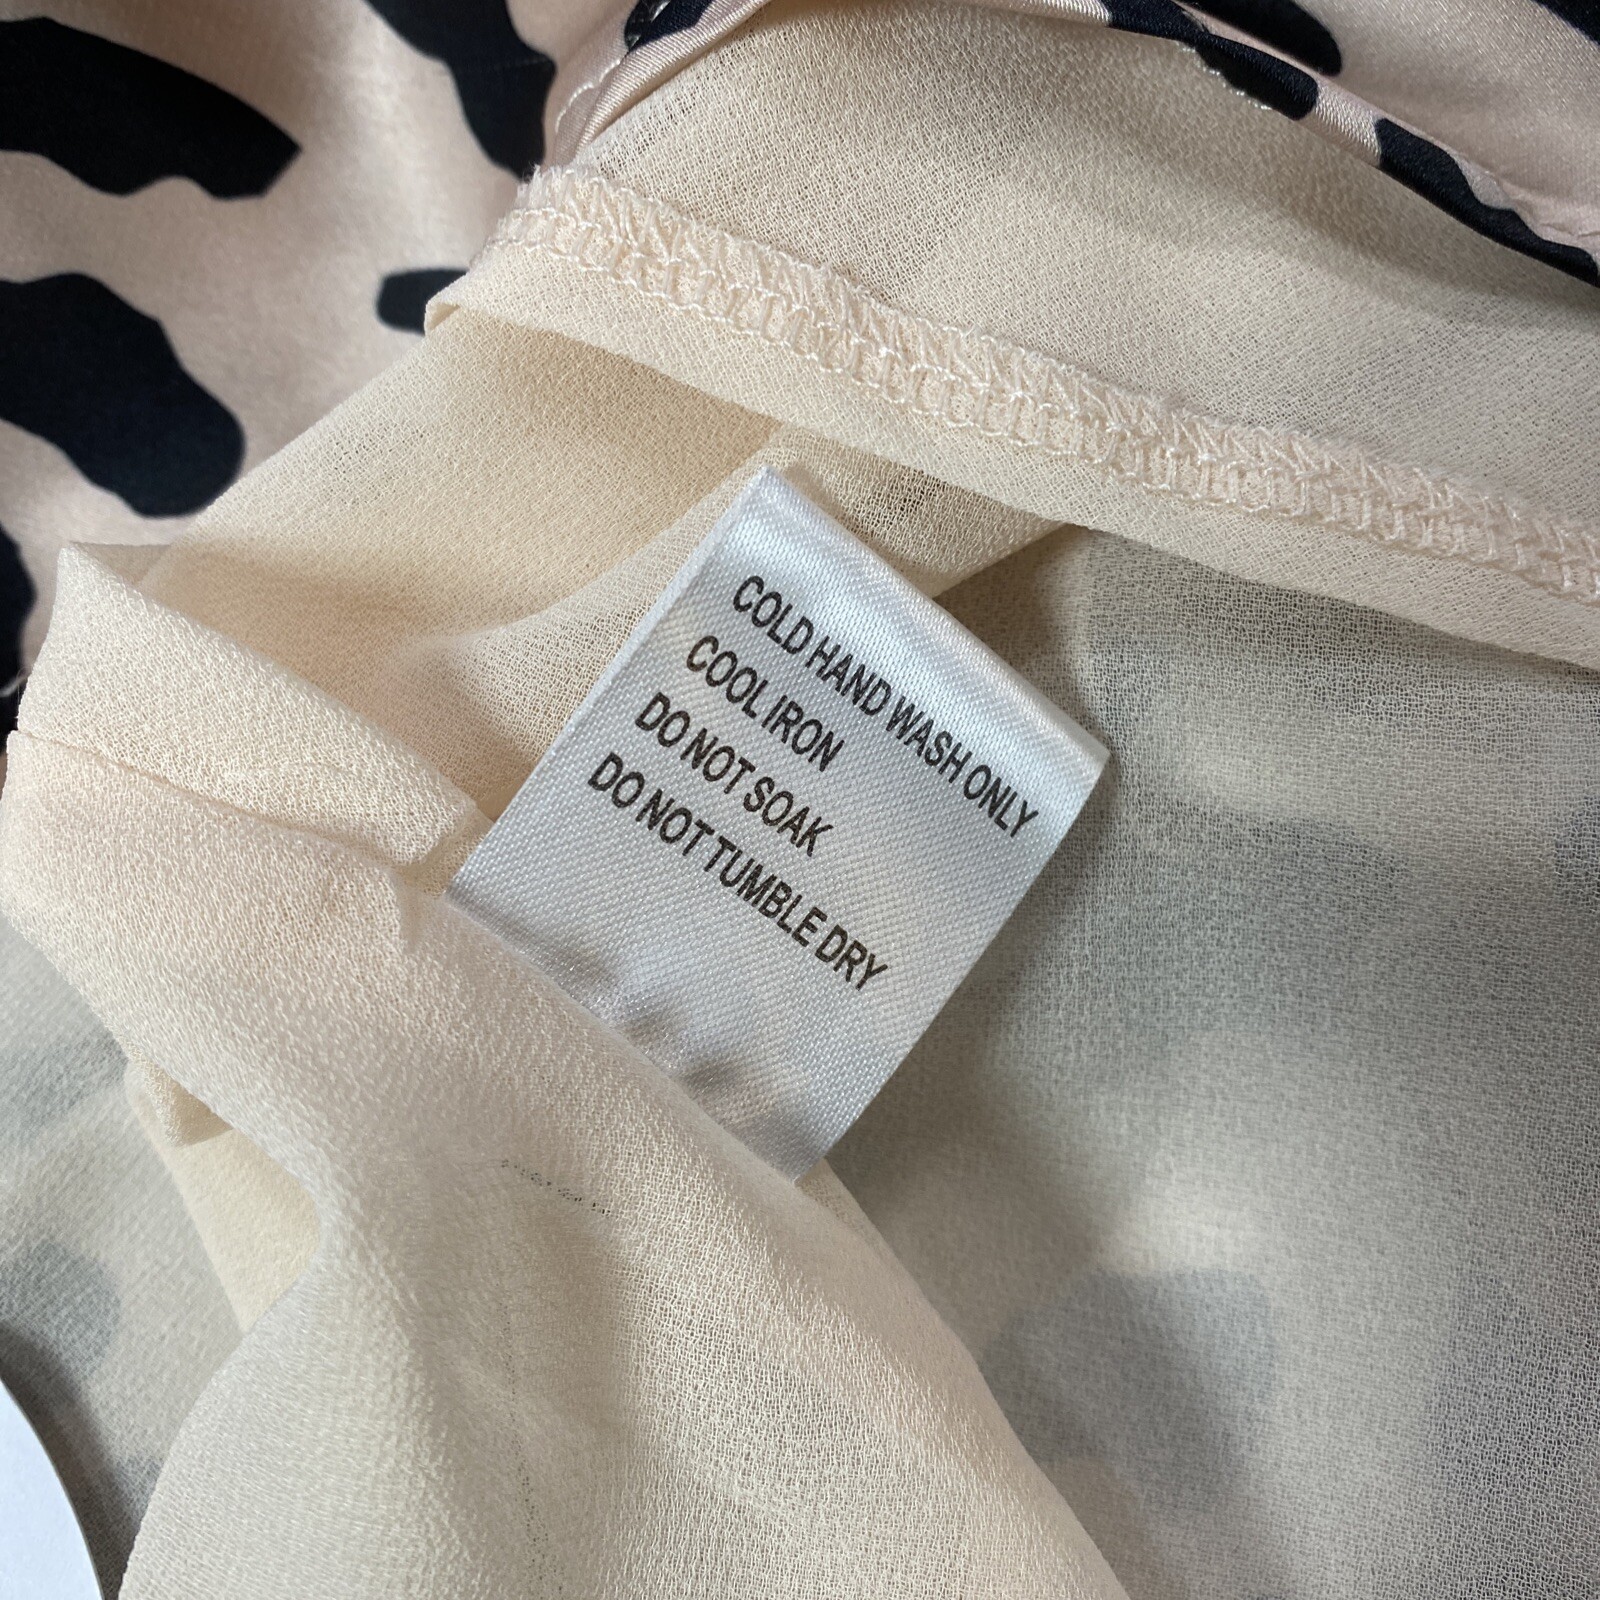 COLD HAND WASH ONLY
COOL IRON
DO NOT SOAK
DO NOT TUMBLE DRY